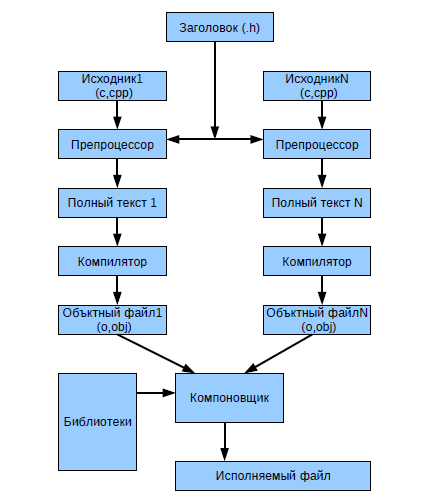 Заголовок (.h)
Исходник1
(c,cpp)
ИсходникN
(c,cpp)
Препроцессор
Препроцессор
Полный текст 1
Полный текст N
Компилятор
Компилятор
Объктный файл1
(o,obj)
Объктный файлN
(o,obj)
Библиотеки
Компоновщик
Исполняемый файл